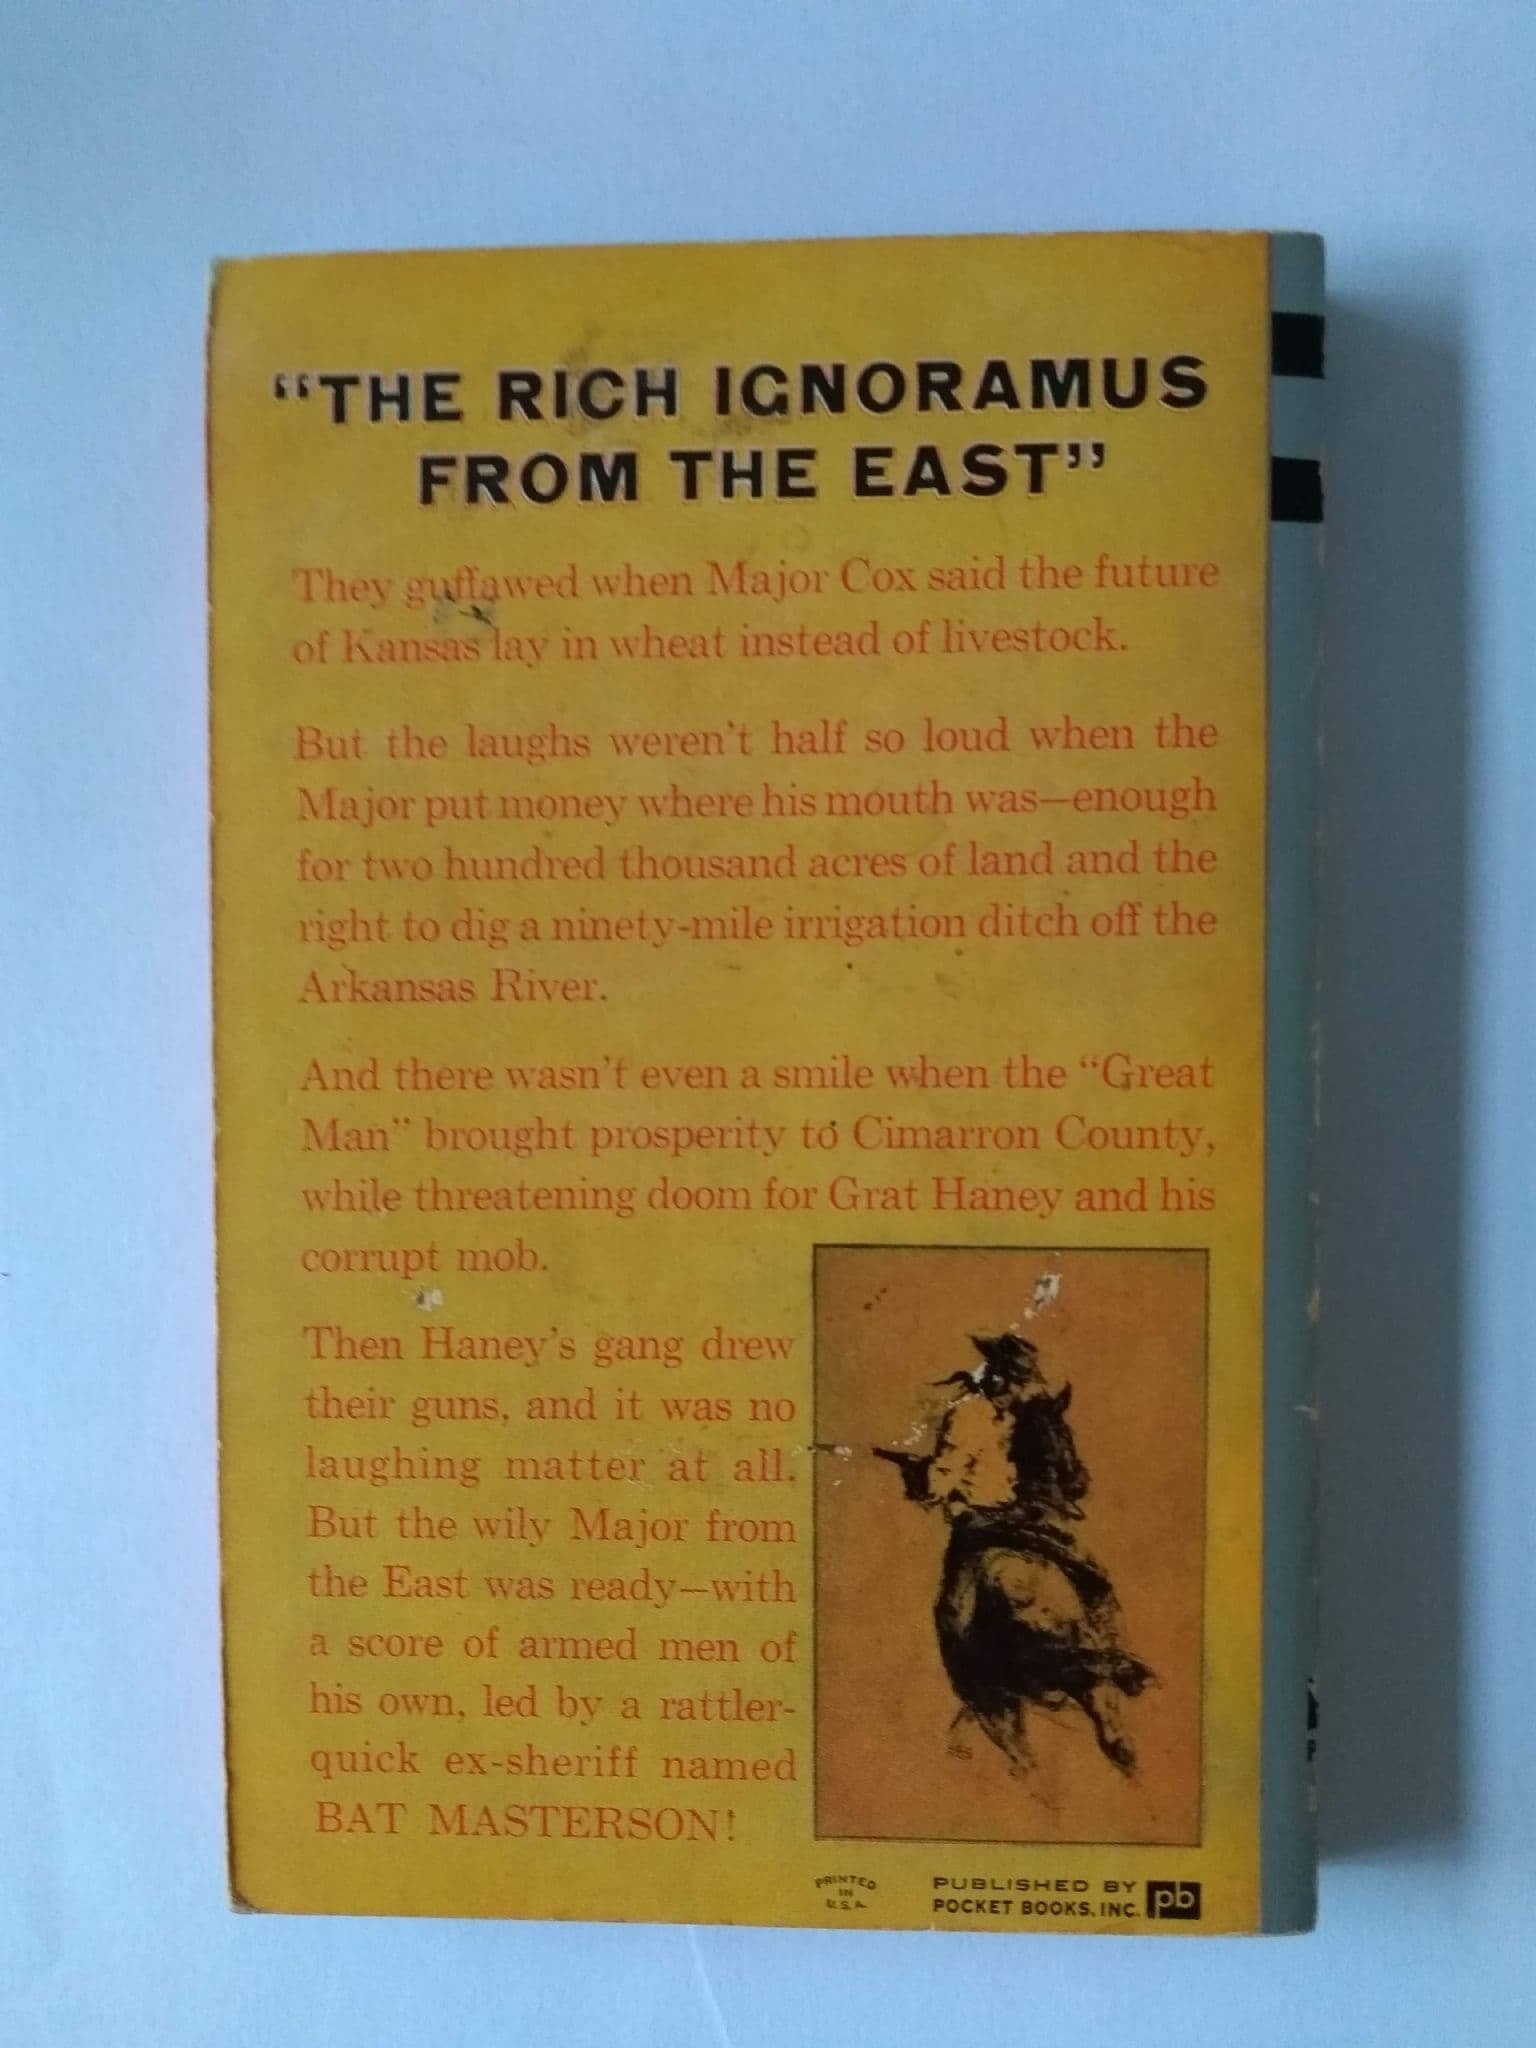 “THE RICH IGNORAMUS
FROM THE EAST”
They guffawed when Major Cox said the future
of Kansas lay in wheat instead of livestock.
But the laughs weren’t half so loud when the
Major put money where his mouth was—enough
for two hundred thousand acres of land and the
right to dig a ninety-mile irrigation ditch off the
Arkansas River.
And there wasn’t even a smile when the “Great
Man” brought prosperity to Cimarron County,
while threatening doom for Grat Haney and his
corrupt mob.
Then Haney’s gang drew
their guns, and it was no
laughing matter at all.
But the wily Major from
the East was ready—with
a score of armed men of
his own, led by a rattler-
quick ex-sheriff named
BAT MASTERSON!
PRINTED
IN
U.S.A.
PUBLISHED BY
POCKET BOOKS, INC.
pb